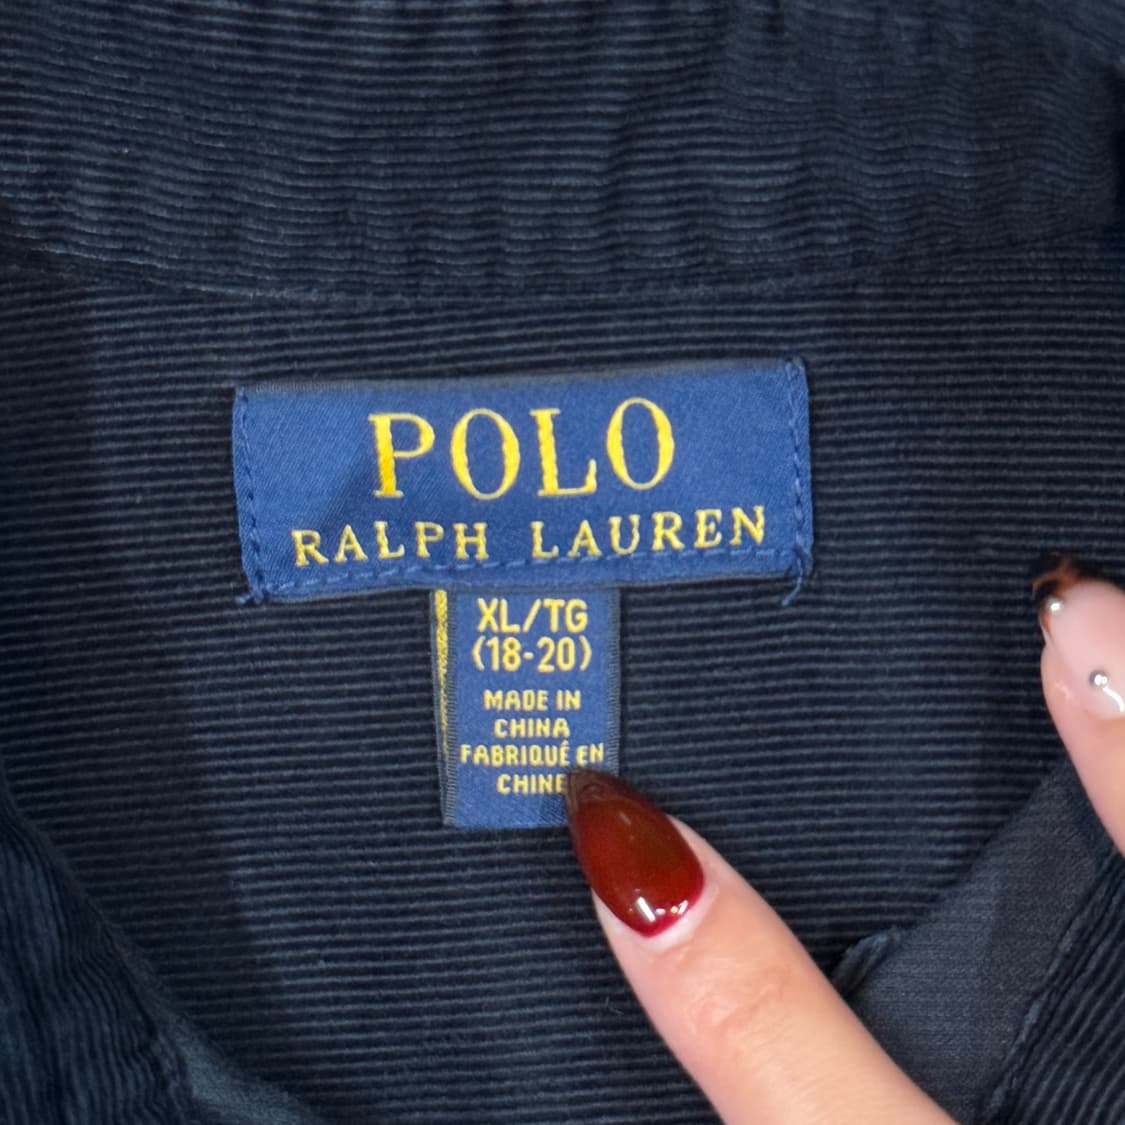 POLO
RALPH LAUREN
XL/TG
(18-20)
MADE IN
CHINA
FABRIQUÉ EN
CHINE